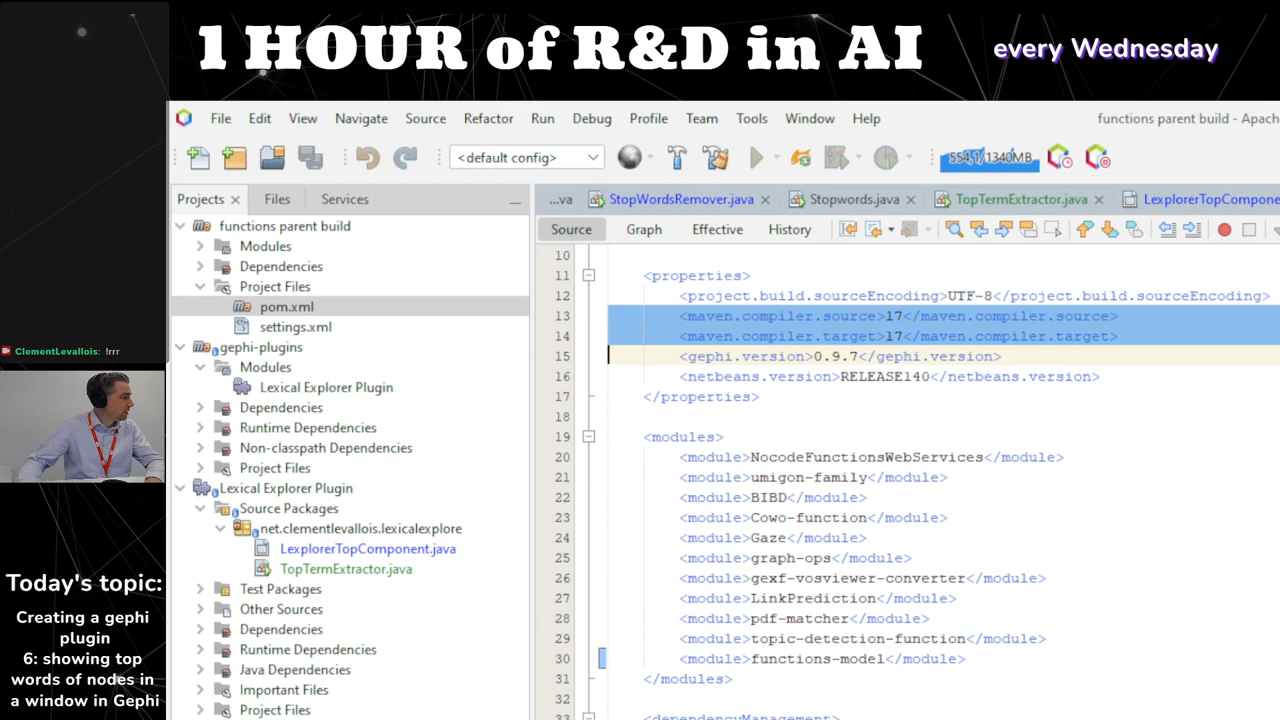 1 HOUR of R&D in AI
every Wednesday
File Edit View Navigate Source Refactor Run Debug Profile Team Tools Window Help
functions parent build - Apach
<default config>
554,1/1340MB
Projects Files Services
...va StopWordsRemover.java Stopwords.java TopTermExtractor.java LexplorerTopCompone
Source Graph Effective History
functions parent build
Modules
Dependencies
Project Files
pom.xml
settings.xml
gephi-plugins
Modules
Lexical Explorer Plugin
Dependencies
Runtime Dependencies
Non-classpath Dependencies
Project Files
Lexical Explorer Plugin
Source Packages
net.clementlevallois.lexicalexplore
LexplorerTopComponent.java
TopTermExtractor.java
Test Packages
Other Sources
Dependencies
Runtime Dependencies
Java Dependencies
Important Files
Project Files
10
11 <properties>
12 <project.build.sourceEncoding>UTF-8</project.build.sourceEncoding>
13 <maven.compiler.source>17</maven.compiler.source>
14 <maven.compiler.target>17</maven.compiler.target>
15 <gephi.version>0.9.7</gephi.version>
16 <netbeans.version>RELEASE140</netbeans.version>
17 </properties>
18
19 <modules>
20 <module>NocodeFunctionsWebServices</module>
21 <module>umigon-family</module>
22 <module>BIBD</module>
23 <module>Cowo-function</module>
24 <module>Gaze</module>
25 <module>graph-ops</module>
26 <module>gexf-vosviewer-converter</module>
27 <module>LinkPrediction</module>
28 <module>pdf-matcher</module>
29 <module>topic-detection-function</module>
30 <module>functions-model</module>
31 </modules>
32
33 <dependencyManagement>
ClementLevallois: !rrr
Today's topic:
Creating a gephi
plugin
6: showing top
words of nodes in
a window in Gephi